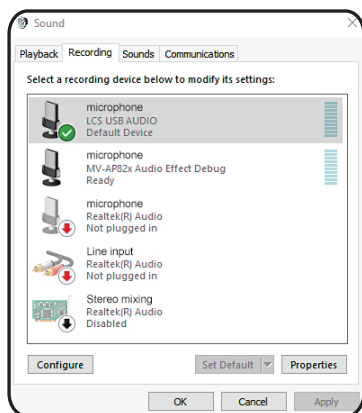 Sound
Playback Recording Sounds Communications
Select a recording device below to modify its settings:
microphone
LCS USB AUDIO
Default Device
microphone
MV-AP82x Audio Effect Debug
Ready
microphone
Realtek(R) Audio
Not plugged in
Line input
Realtek(R) Audio
Not plugged in
Stereo mixing
Realtek(R) Audio
Disabled
Configure Set Default Properties
OK Cancel Apply